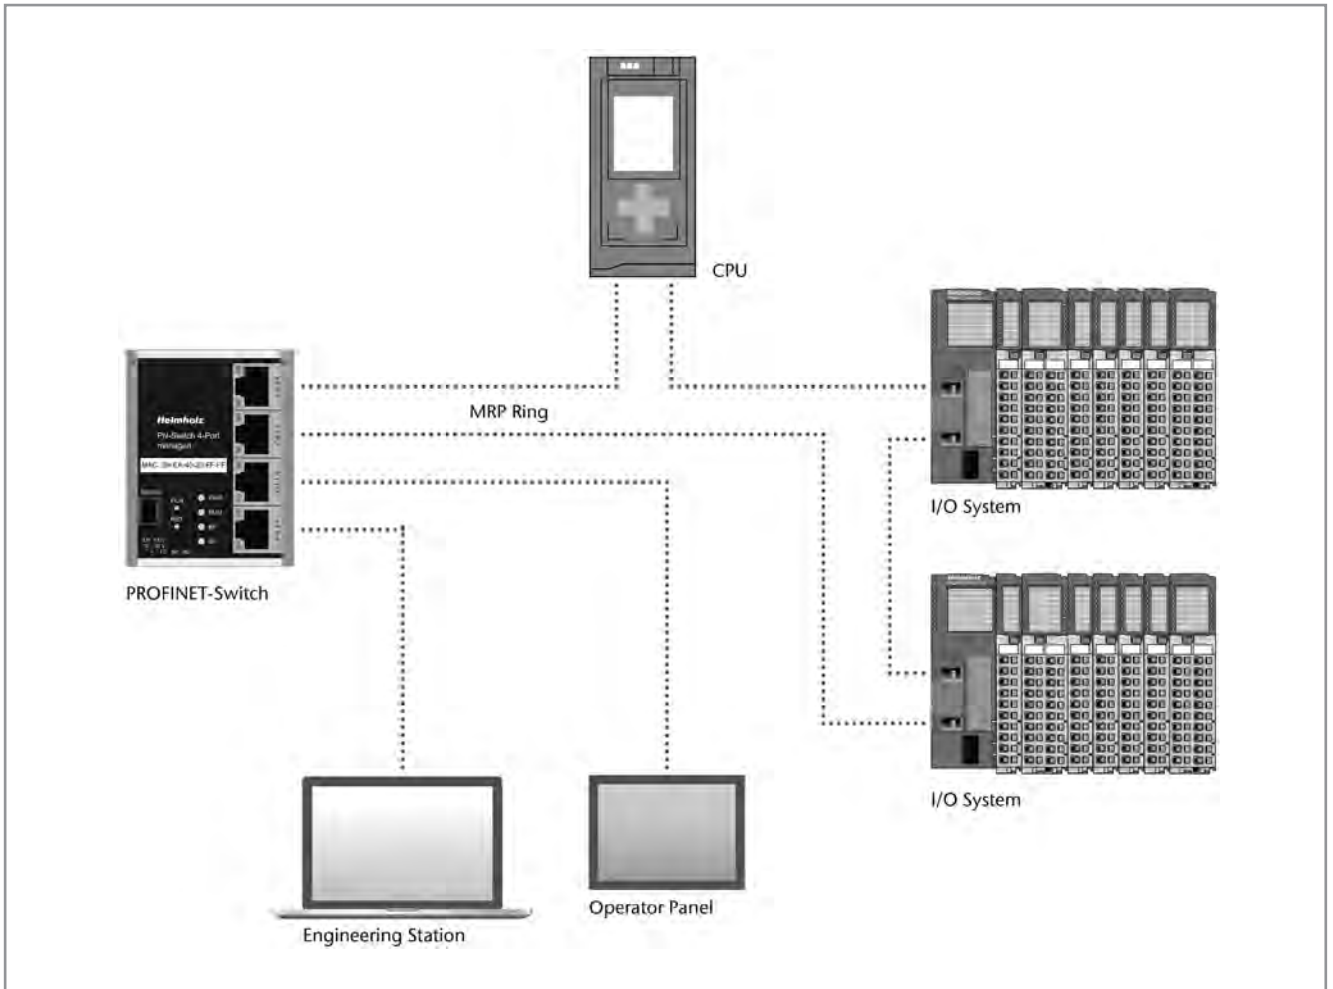 CPU
MRP Ring
Helmholz
PN-Switch 4-Port
managed
PROFINET-Switch
I/O System
I/O System
Operator Panel
Engineering Station